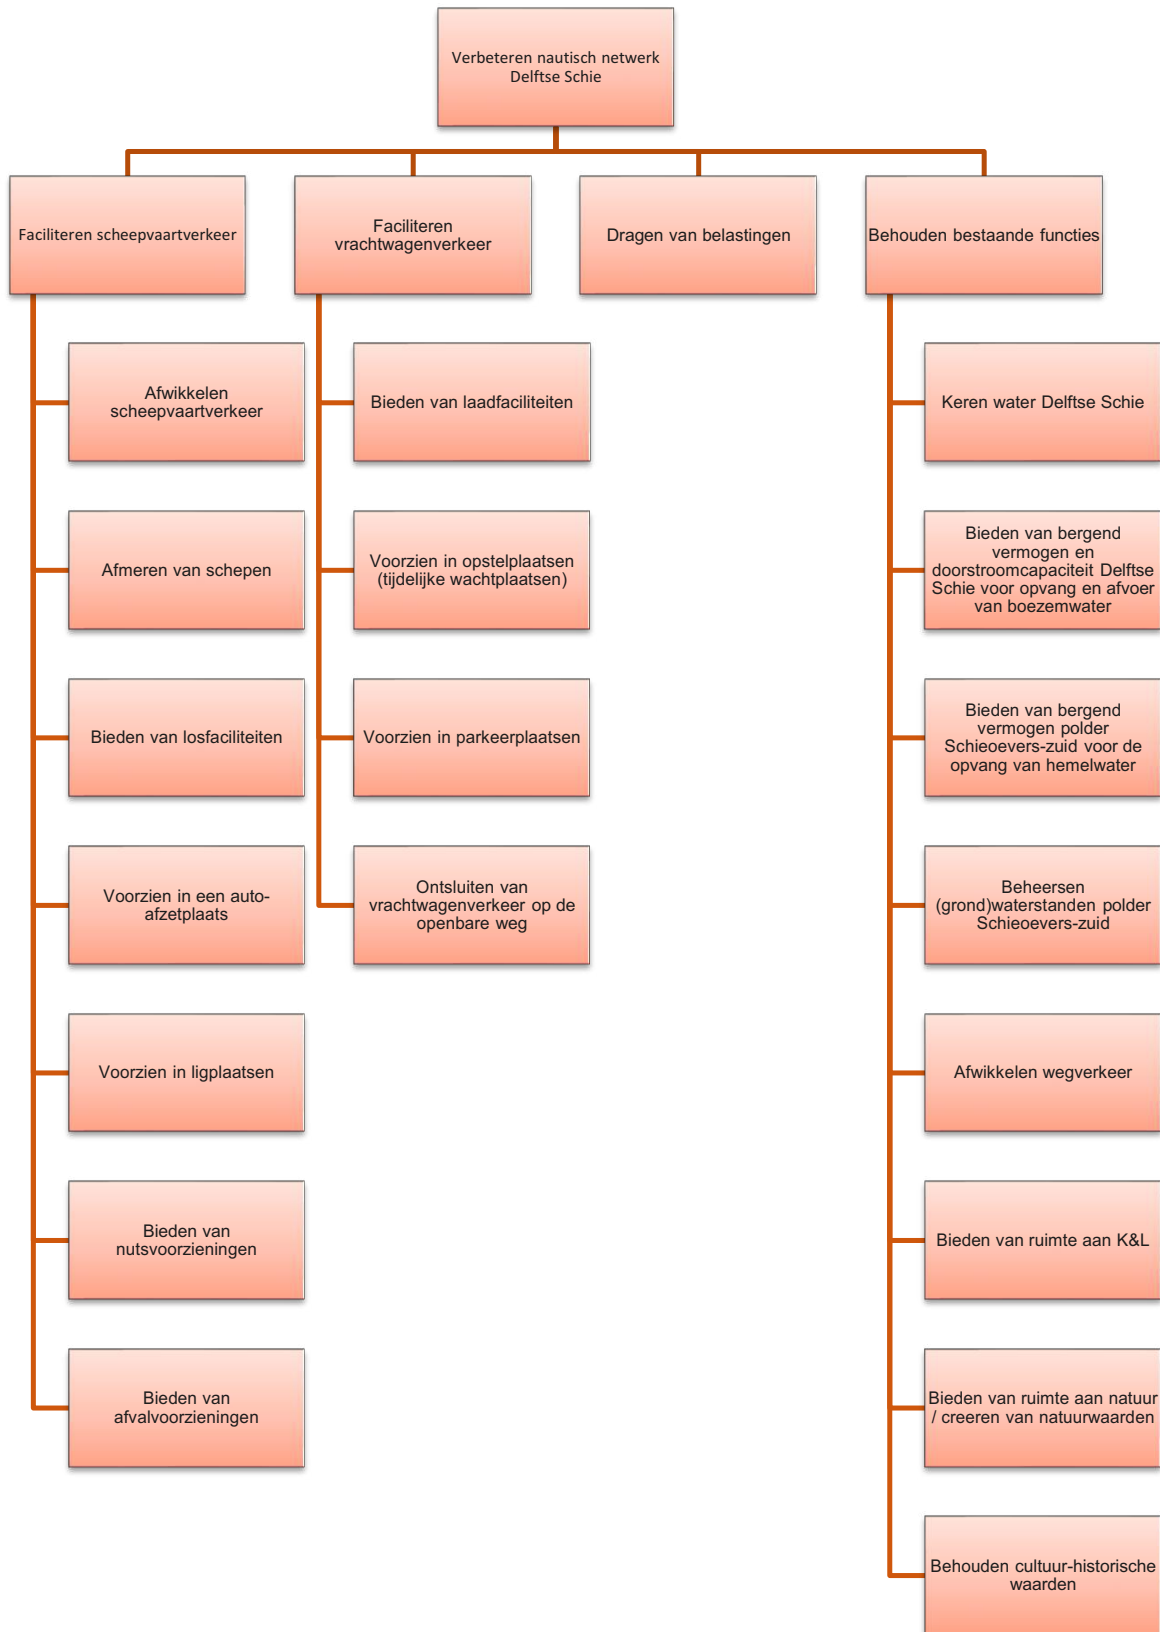 Verbeteren nautisch netwerk
Delftse Schie
Faciliteren scheepvaartverkeer
Faciliteren
vrachtwagenverkeer
Dragen van belastingen
Behouden bestaande functies
Afwikkelen
scheepvaartverkeer
Afmeren van schepen
Bieden van losfaciliteiten
Voorzien in een auto-
afzetplaats
Voorzien in ligplaatsen
Bieden van
nutsvoorzieningen
Bieden van
afvalvoorzieningen
Bieden van laadfaciliteiten
Voorzien in opstelplaatsen
(tijdelijke wachtplaatsen)
Voorzien in parkeerplaatsen
Ontsluiten van
vrachtwagenverkeer op de
openbare weg
Keren water Delftse Schie
Bieden van bergend
vermogen en
doorstroomcapaciteit Delftse
Schie voor opvang en afvoer
van boezemwater
Bieden van bergend
vermogen polder
Schieoevers-zuid voor de
opvang van hemelwater
Beheersen
(grond)waterstanden polder
Schieoevers-zuid
Afwikkelen wegverkeer
Bieden van ruimte aan K&L
Bieden van ruimte aan natuur
/ creeren van natuurwaarden
Behouden cultuur-historische
waarden